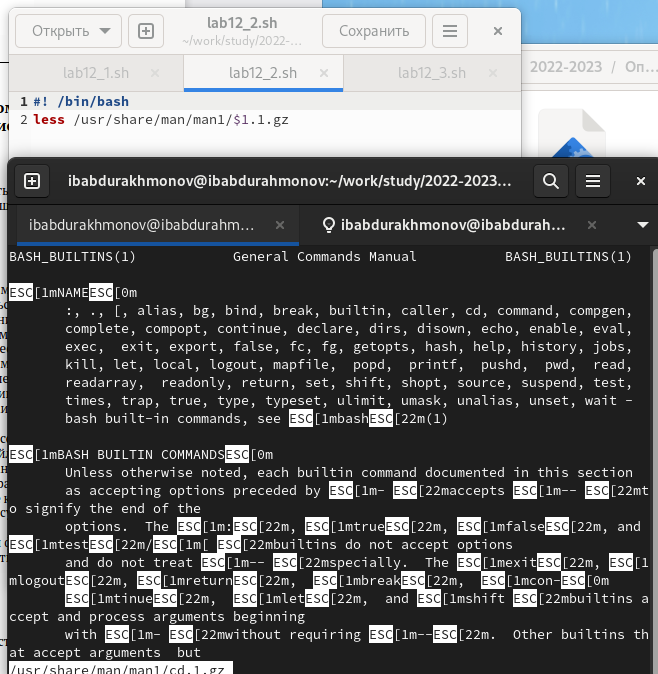 Открыть
lab12_2.sh
~/work/study/2022-...
Сохранить
lab12_1.sh
lab12_2.sh
lab12_3.sh
1 #! /bin/bash
2 less /usr/share/man/man1/$1.1.gz
2022-2023 / Оп...
ibabdurakhmonov@ibabdurahmonov:~/work/study/2022-2023...
ibabdurakhmonov@ibabdurahm...
ibabdurakhmonov@ibabdurah...
BASH_BUILTINS(1) General Commands Manual BASH_BUILTINS(1)
ESC[1mNAMEESC[0m
:, ., [, alias, bg, bind, break, builtin, caller, cd, command, compgen,
complete, compopt, continue, declare, dirs, disown, echo, enable, eval,
exec, exit, export, false, fc, fg, getopts, hash, help, history, jobs,
kill, let, local, logout, mapfile, popd, printf, pushd, pwd, read,
readarray, readonly, return, set, shift, shopt, source, suspend, test,
times, trap, true, type, typeset, ulimit, umask, unalias, unset, wait -
bash built-in commands, see ESC[1mbashESC[22m(1)
ESC[1mBASH BUILTIN COMMANDSESC[0m
Unless otherwise noted, each builtin command documented in this section
as accepting options preceded by ESC[1m- ESC[22maccepts ESC[1m-- ESC[22mt
o signify the end of the
options. The ESC[1m:ESC[22m, ESC[1mtrueESC[22m, ESC[1mfalseESC[22m, and
ESC[1mtestESC[22m/ESC[1m[ ESC[22mbuiltins do not accept options
and do not treat ESC[1m-- ESC[22mspecially. The ESC[1mexitESC[22m, ESC[1
mlogoutESC[22m, ESC[1mreturnESC[22m, ESC[1mbreakESC[22m, ESC[1mcon-ESC[0m
ESC[1mtinueESC[22m, ESC[1mletESC[22m, and ESC[1mshift ESC[22mbuiltins a
ccept and process arguments beginning
with ESC[1m- ESC[22mwithout requiring ESC[1m--ESC[22m. Other builtins th
at accept arguments but
/usr/share/man/man1/cd.1.gz